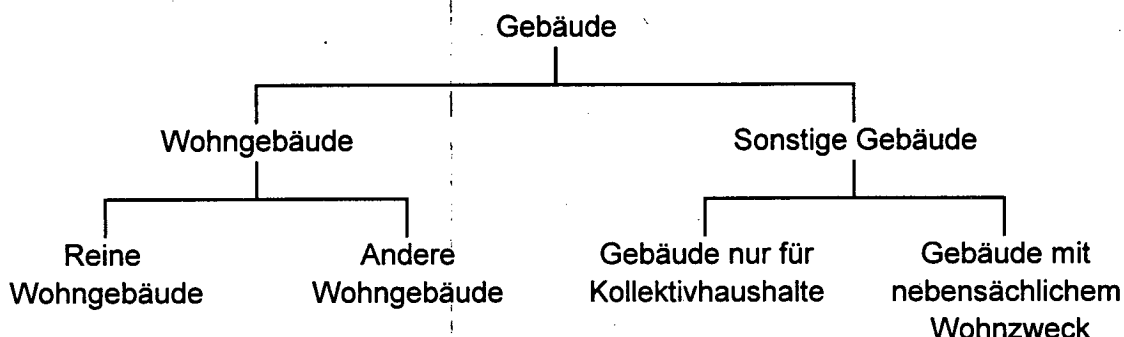 Gebäude
Wohngebäude
Sonstige Gebäude
Reine
Wohngebäude
Andere
Wohngebäude
Gebäude nur für
Kollektivhaushalte
Gebäude mit
nebensächlichem
Wohnzweck